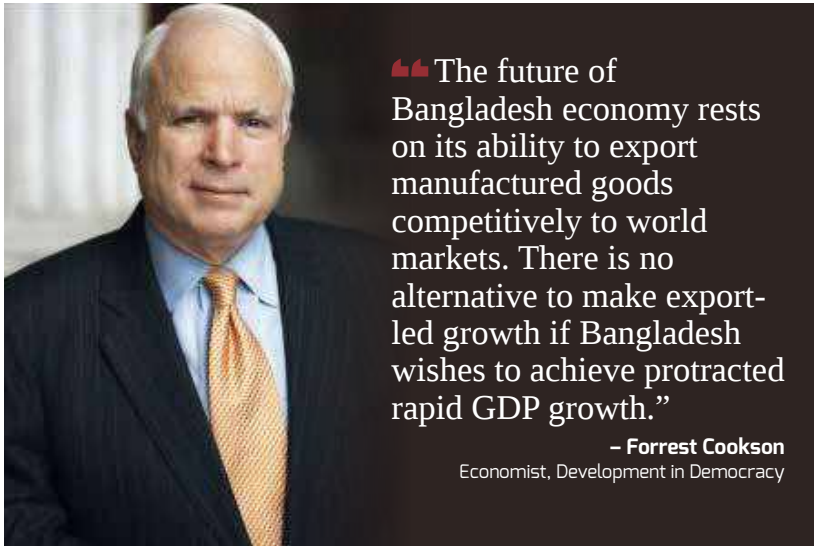 ❝ The future of
Bangladesh economy rests
on its ability to export
manufactured goods
competitively to world
markets. There is no
alternative to make export-
led growth if Bangladesh
wishes to achieve protracted
rapid GDP growth.”
– Forrest Cookson
Economist, Development in Democracy